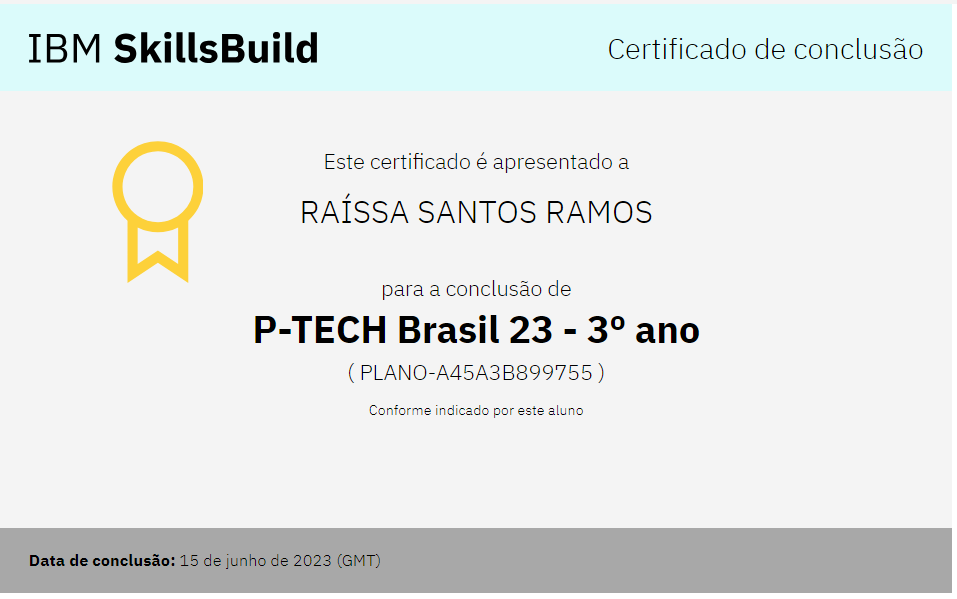 IBM SkillsBuild
Certificado de conclusão
Este certificado é apresentado a
RAÍSSA SANTOS RAMOS
para a conclusão de
P-TECH Brasil 23 - 3º ano
( PLANO-A45A3B899755 )
Conforme indicado por este aluno
Data de conclusão: 15 de junho de 2023 (GMT)